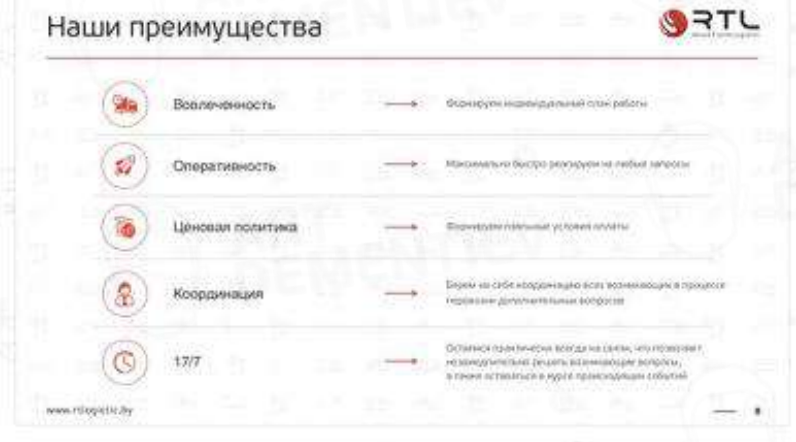 Наши преимущества
RTL
Вовлеченность
Формируем индивидуальный план работы
Оперативность
Максимально быстро реагируем на любые запросы
Ценовая политика
Формируем лояльные условия оплаты
Координация
Берем на себя координацию всех возникающих в процессе
перевозки дополнительных вопросов
17/7
Остаемся практически всегда на связи, что позволяет
незамедлительно решать возникающие вопросы,
а также оставаться в курсе происходящих событий
www.rtlogistic.by